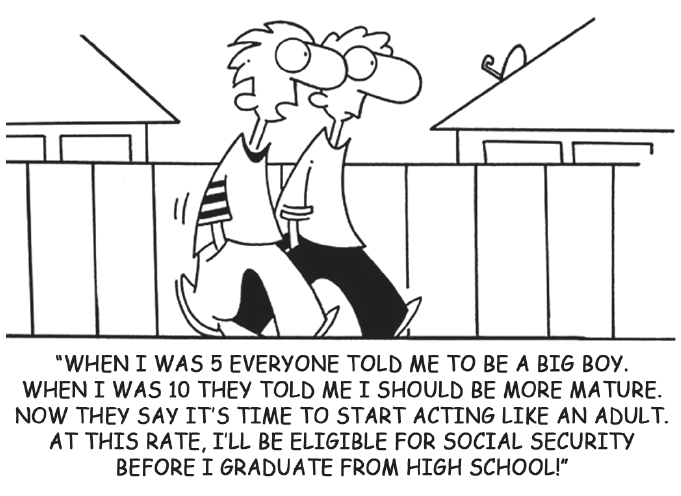 "WHEN I WAS 5 EVERYONE TOLD ME TO BE A BIG BOY.
WHEN I WAS 10 THEY TOLD ME I SHOULD BE MORE MATURE.
NOW THEY SAY IT'S TIME TO START ACTING LIKE AN ADULT.
AT THIS RATE, I'LL BE ELIGIBLE FOR SOCIAL SECURITY
BEFORE I GRADUATE FROM HIGH SCHOOL!"